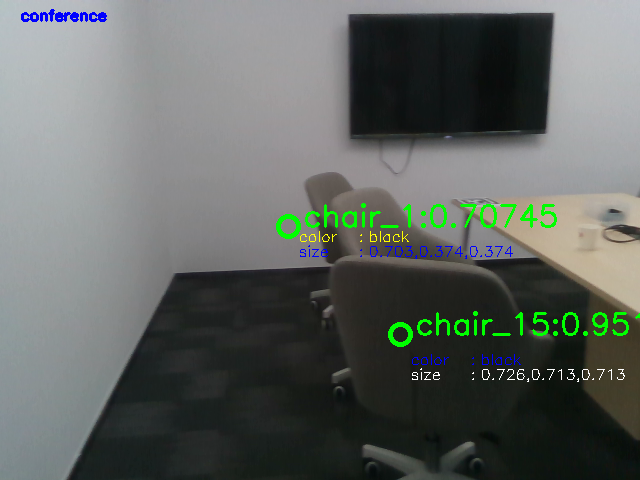 conference
chair_1:0.70745
color : black
size : 0.703,0.374,0.374
chair_15:0.951
color : black
size : 0.726,0.713,0.713